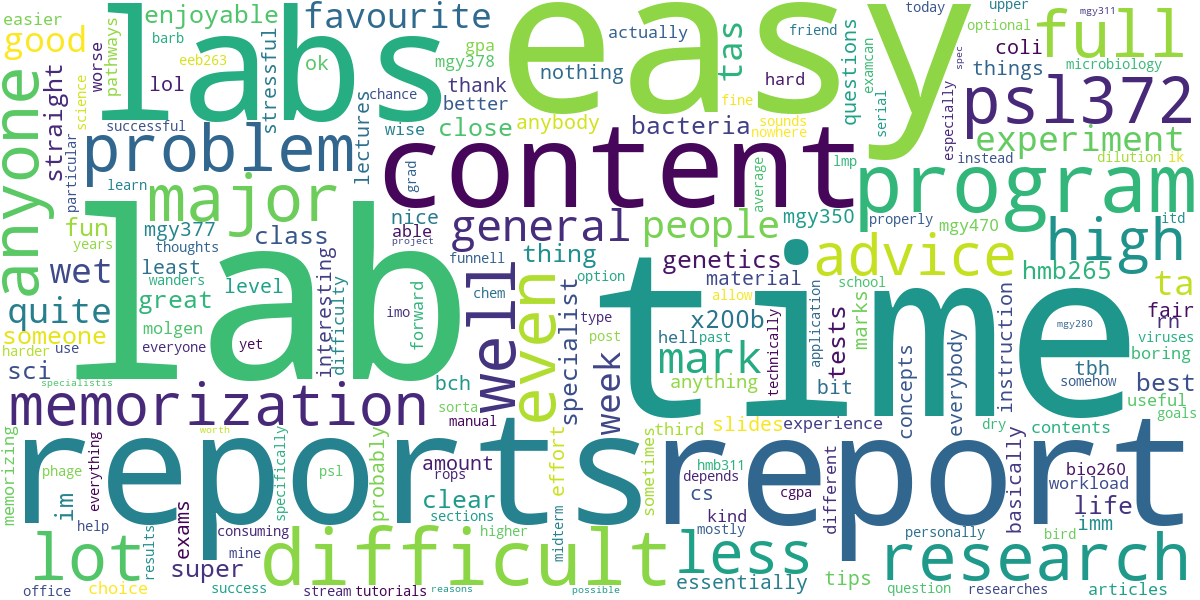 labs
easy
time
lab
content
reports
report
difficult
program
psl372
full
high
research
less
lot
memorization
problem
major
anyone
well
even
advice
general
people
mark
favourite
good
enjoyable
easier
barb
pathways
eeb263
worse
science
lol
straight
successful
particular
learn
stressful
ok
actually
gpa
mgy378
thank
better
chance
wise
close
lectures
nothing
anybody
bacteria
tas
hard
fine
sounds
nowhere
friend
today
questions
examcan
serial
optional
upper
mgy311
coli
things
microbiology
spec
especially
experiment
instead
dilution
ik
lmp
average
grad
nice
able
project
class
mgy377
thoughts
fun
years
wet
quite
least
great
wanders
molgen
level
everyone
yet
interesting
difficulty
imo
forward
chem
funnell
thing
option
genetics
material
mgy350
properly
mgy470
itd
hmb265
ta
fair
rn
school
allow
x200b
type
post
hell
past
anything
technically
tests
application
marks
bit
concepts
everybody
instruction
mgy280
tbh
somehow
viruses
boring
best
useful
goals
someone
harder
use
sci
specialistis
bch
sorta
manual
specialist
week
slides
experience
third
dry
contents
memorizing
phage
everything
im
help
worth
exams
results
super
mine
consuming
specifically
psl
probably
amount
rops
clear
sections
higher
cs
effort
midterm
kind
sometimes
hmb311
depends
cgpa
mostly
essentially
different
tips
personally
basically
bio260
workload
life
imm
bird
office
choice
success
stream
tutorials
reasons
possible
question
researches
articles